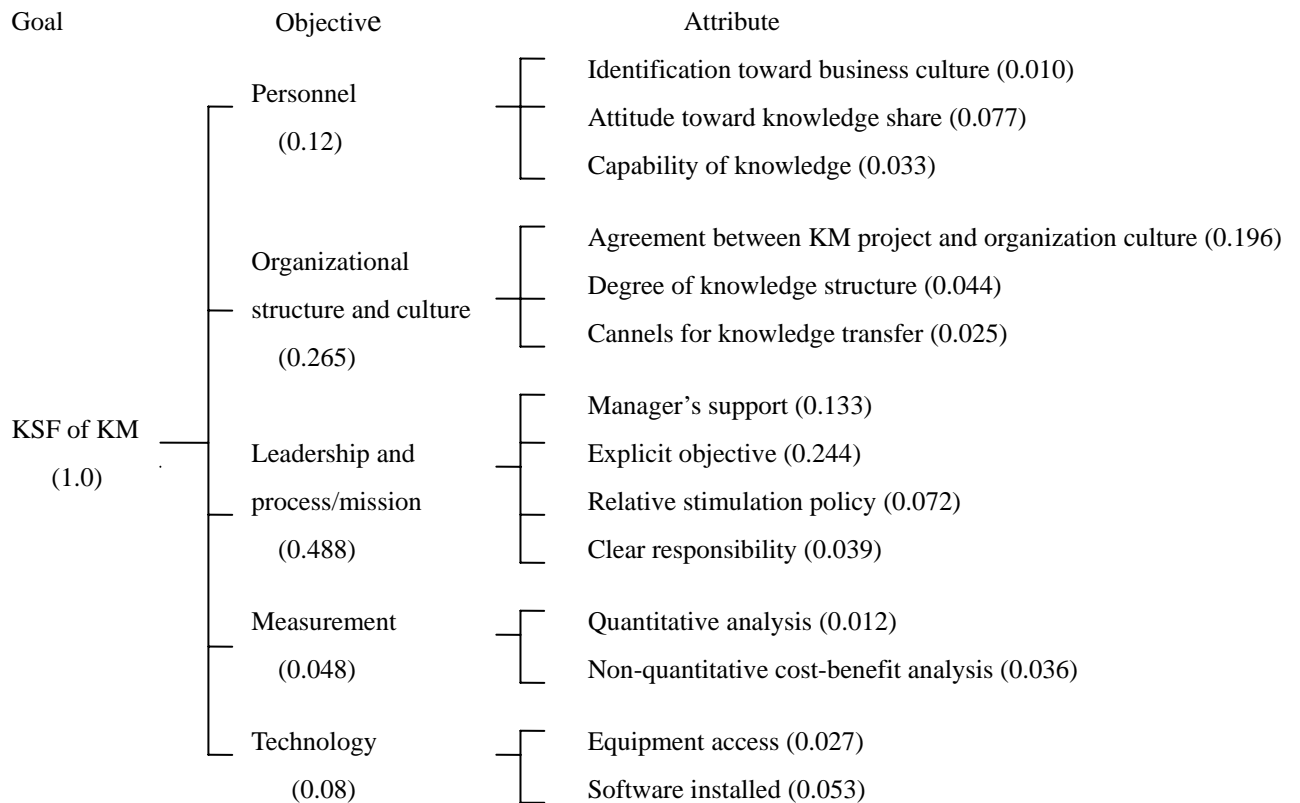 Goal Objective Attribute
KSF of KM
(1.0)
Personnel
(0.12)
Identification toward business culture (0.010)
Attitude toward knowledge share (0.077)
Capability of knowledge (0.033)
Organizational
structure and culture
(0.265)
Agreement between KM project and organization culture (0.196)
Degree of knowledge structure (0.044)
Cannels for knowledge transfer (0.025)
Leadership and
process/mission
(0.488)
Manager’s support (0.133)
Explicit objective (0.244)
Relative stimulation policy (0.072)
Clear responsibility (0.039)
Measurement
(0.048)
Quantitative analysis (0.012)
Non-quantitative cost-benefit analysis (0.036)
Technology
(0.08)
Equipment access (0.027)
Software installed (0.053)